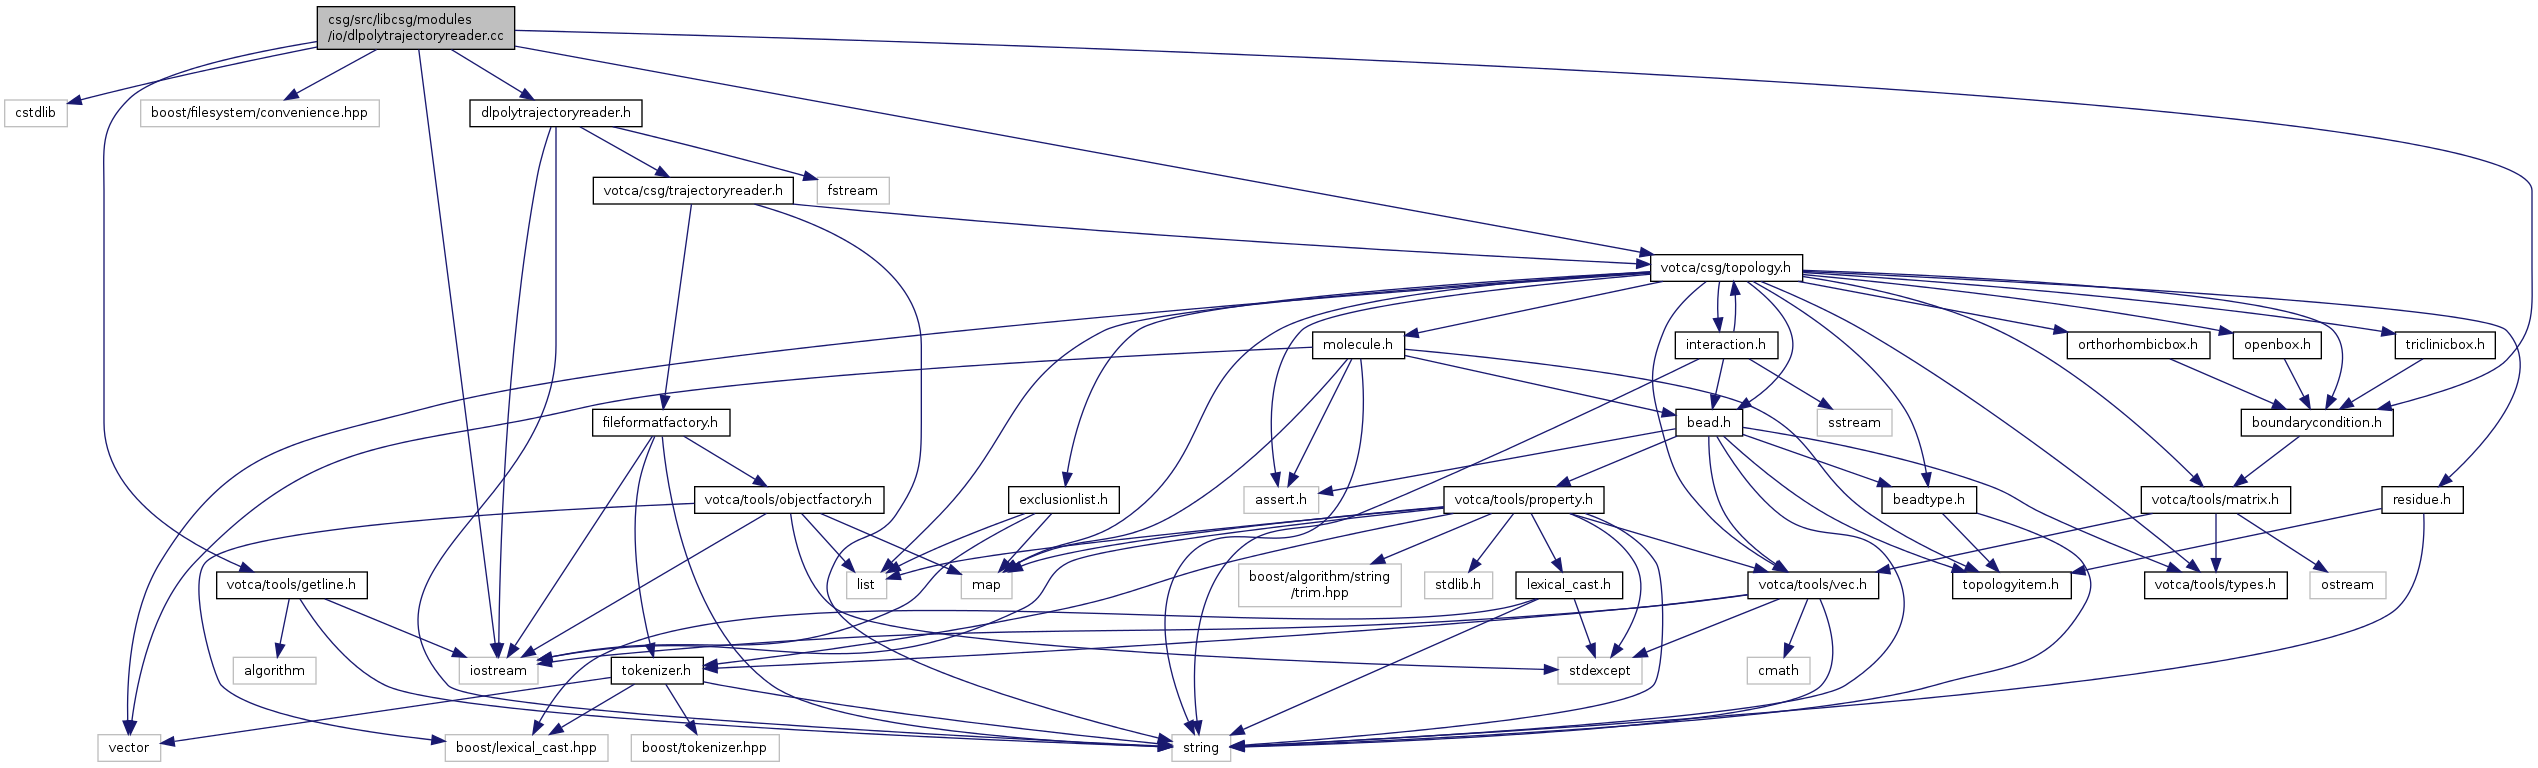 csg/src/libcsg/modules
/io/dlpolytrajectoryreader.cc
cstdlib
boost/filesystem/convenience.hpp
dlpolytrajectoryreader.h
votca/csg/trajectoryreader.h
fstream
votca/csg/topology.h
molecule.h
interaction.h
orthorhombicbox.h
openbox.h
triclinicbox.h
fileformatfactory.h
bead.h
sstream
boundarycondition.h
votca/tools/objectfactory.h
exclusionlist.h
assert.h
votca/tools/property.h
beadtype.h
votca/tools/matrix.h
residue.h
votca/tools/getline.h
list
map
boost/algorithm/string
/trim.hpp
stdlib.h
lexical_cast.h
votca/tools/vec.h
topologyitem.h
votca/tools/types.h
ostream
algorithm
iostream
tokenizer.h
stdexcept
cmath
vector
boost/lexical_cast.hpp
boost/tokenizer.hpp
string